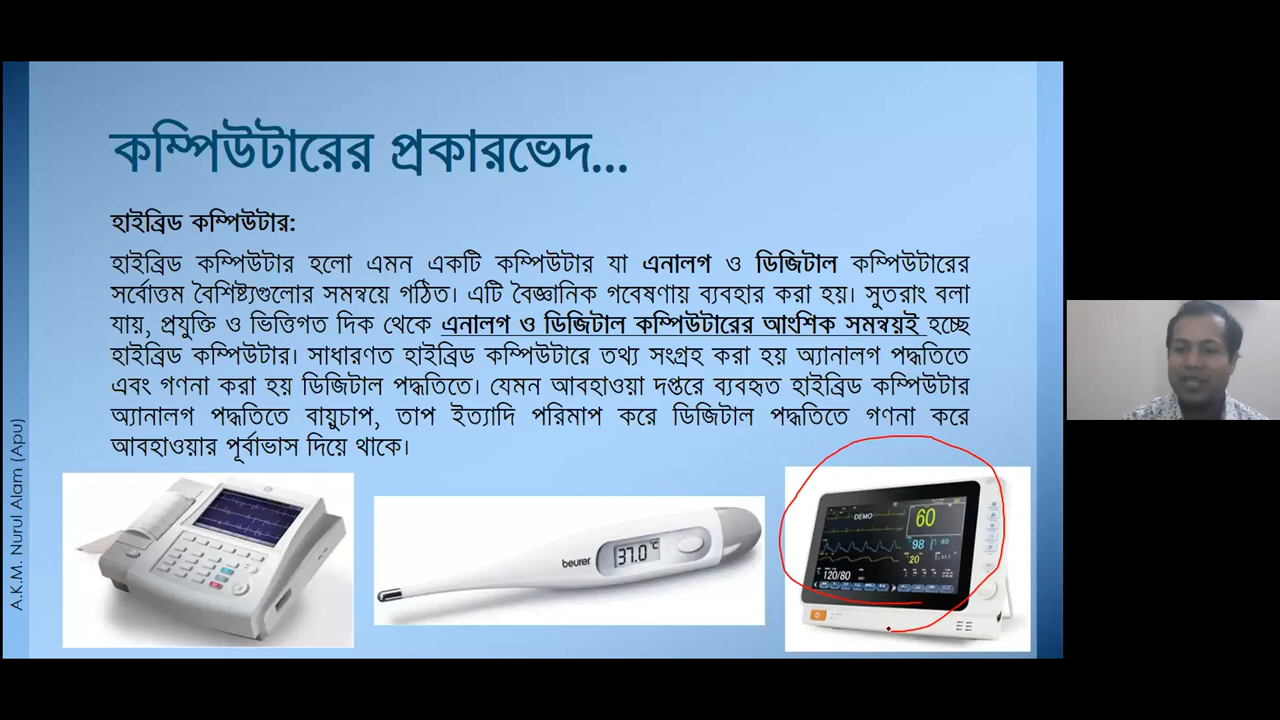 কম্পিউটারের প্রকারভেদ...
হাইব্রিড কম্পিউটার:
হাইব্রিড কম্পিউটার হলো এমন একটি কম্পিউটার যা এনালগ ও ডিজিটাল কম্পিউটারের
সর্বোত্তম বৈশিষ্ট্যগুলোর সমন্বয়ে গঠিত। এটি বৈজ্ঞানিক গবেষণায় ব্যবহার করা হয়। সুতরাং বলা
যায়, প্রযুক্তি ও ভিত্তিগত দিক থেকে এনালগ ও ডিজিটাল কম্পিউটারের আংশিক সমন্বয়ই হচ্ছে
হাইব্রিড কম্পিউটার। সাধারণত হাইব্রিড কম্পিউটারে তথ্য সংগ্রহ করা হয় অ্যানালগ পদ্ধতিতে
এবং গণনা করা হয় ডিজিটাল পদ্ধতিতে। যেমন আবহাওয়া দপ্তরে ব্যবহৃত হাইব্রিড কম্পিউটার
অ্যানালগ পদ্ধতিতে বায়ুচাপ, তাপ ইত্যাদি পরিমাপ করে ডিজিটাল পদ্ধতিতে গণনা করে
আবহাওয়ার পূর্বাভাস দিয়ে থাকে।
A.K.M. Nurul Alam (Apu)
beurer 37.0 °C
DEMO 60
98 60
20
120/80